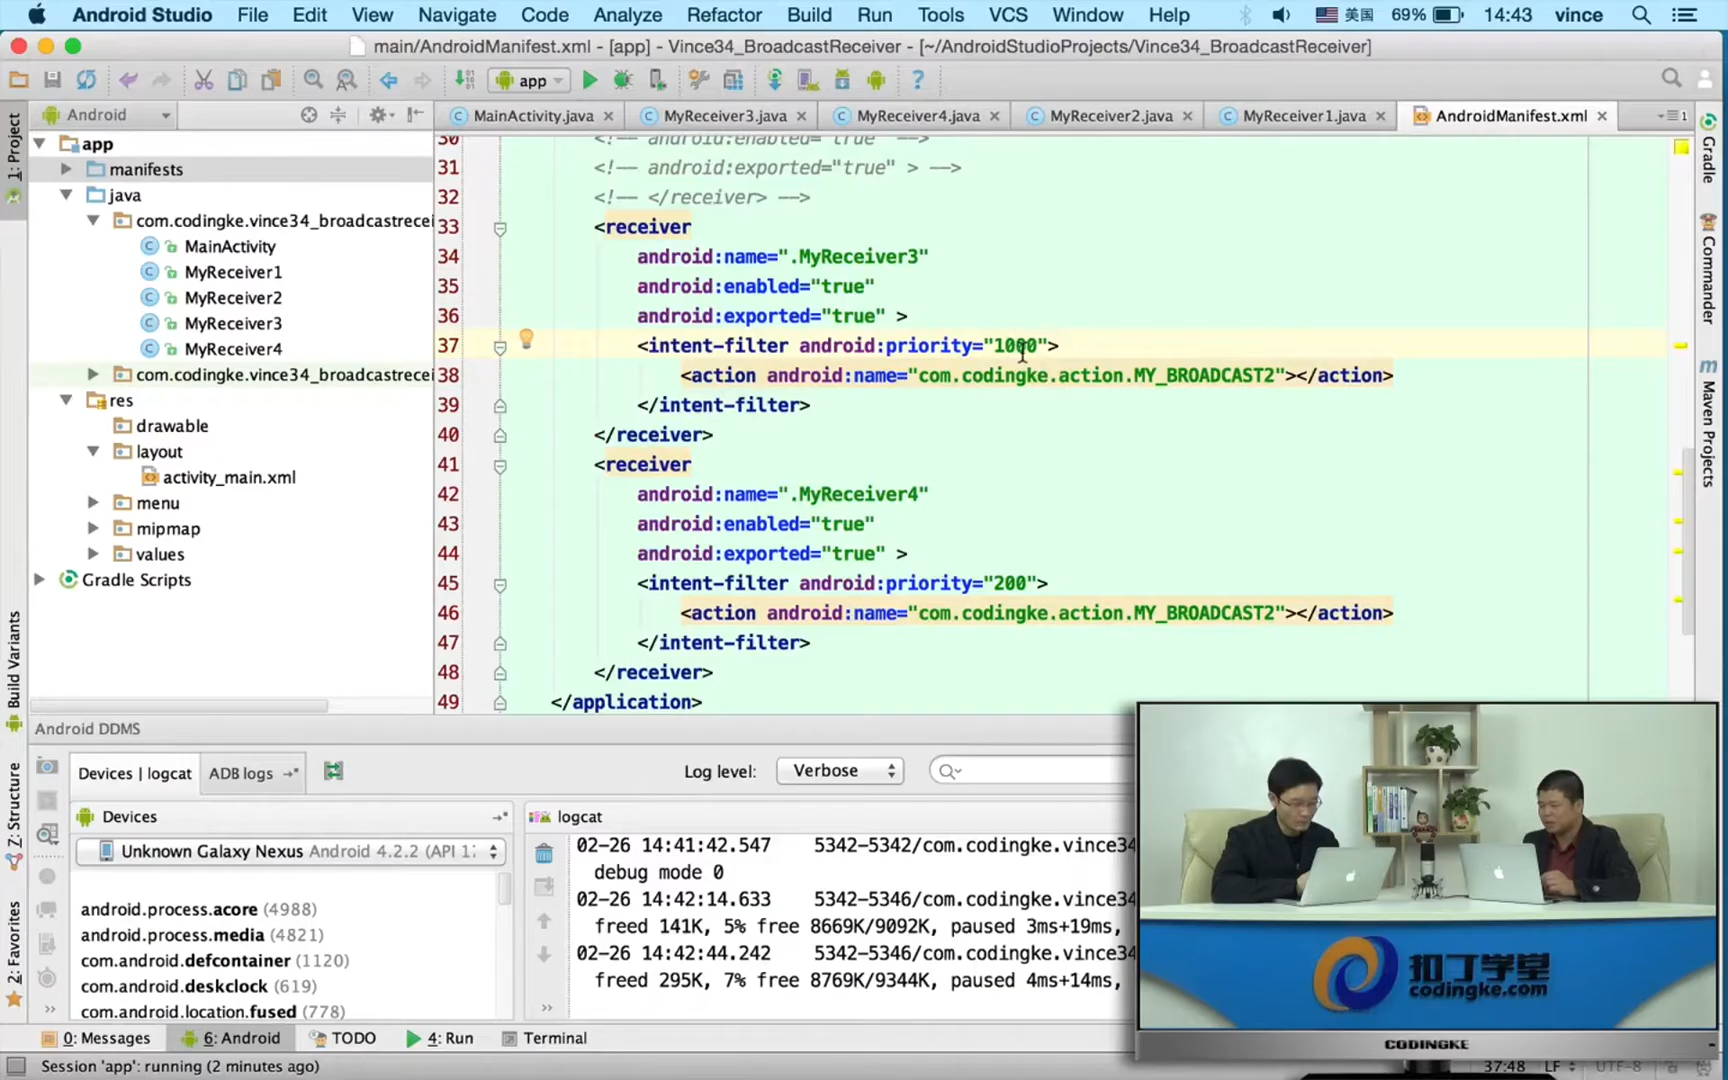 Android Studio File Edit View Navigate Code Analyze Refactor Build Run Tools VCS Window Help 美国 69% 14:43 vince
main/AndroidManifest.xml - [app] - Vince34_BroadcastReceiver - [~/AndroidStudioProjects/Vince34_BroadcastReceiver]
app
Android
MainActivity.java MyReceiver3.java MyReceiver4.java MyReceiver2.java MyReceiver1.java AndroidManifest.xml
1: Project
Build Variants
Z: Structure
2: Favorites
app
manifests
java
com.codingke.vince34_broadcastrecei
MainActivity
MyReceiver1
MyReceiver2
MyReceiver3
MyReceiver4
com.codingke.vince34_broadcastrecei
res
drawable
layout
activity_main.xml
menu
mipmap
values
Gradle Scripts
30 <!-- android:enabled="true" -->
31 <!-- android:exported="true" > -->
32 <!-- </receiver> -->
33 <receiver
34 android:name=".MyReceiver3"
35 android:enabled="true"
36 android:exported="true" >
37 <intent-filter android:priority="1000">
38 <action android:name="com.codingke.action.MY_BROADCAST2"></action>
39 </intent-filter>
40 </receiver>
41 <receiver
42 android:name=".MyReceiver4"
43 android:enabled="true"
44 android:exported="true" >
45 <intent-filter android:priority="200">
46 <action android:name="com.codingke.action.MY_BROADCAST2"></action>
47 </intent-filter>
48 </receiver>
49 </application>
Gradle
Commander
Maven Projects
Android DDMS
Devices | logcat ADB logs Log level: Verbose
Devices
Unknown Galaxy Nexus Android 4.2.2 (API 17
android.process.acore (4988)
android.process.media (4821)
com.android.defcontainer (1120)
com.android.deskclock (619)
com.android.location.fused (778)
logcat
02-26 14:41:42.547 5342-5342/com.codingke.vince34
debug mode 0
02-26 14:42:14.633 5342-5346/com.codingke.vince34
freed 141K, 5% free 8669K/9092K, paused 3ms+19ms,
02-26 14:42:44.242 5342-5346/com.codingke.vince34
freed 295K, 7% free 8769K/9344K, paused 4ms+14ms,
扣丁学堂
codingke.com
CODINGKE
0: Messages 6: Android TODO 4: Run Terminal
Session 'app': running (2 minutes ago) 37:48 LF UTF-8